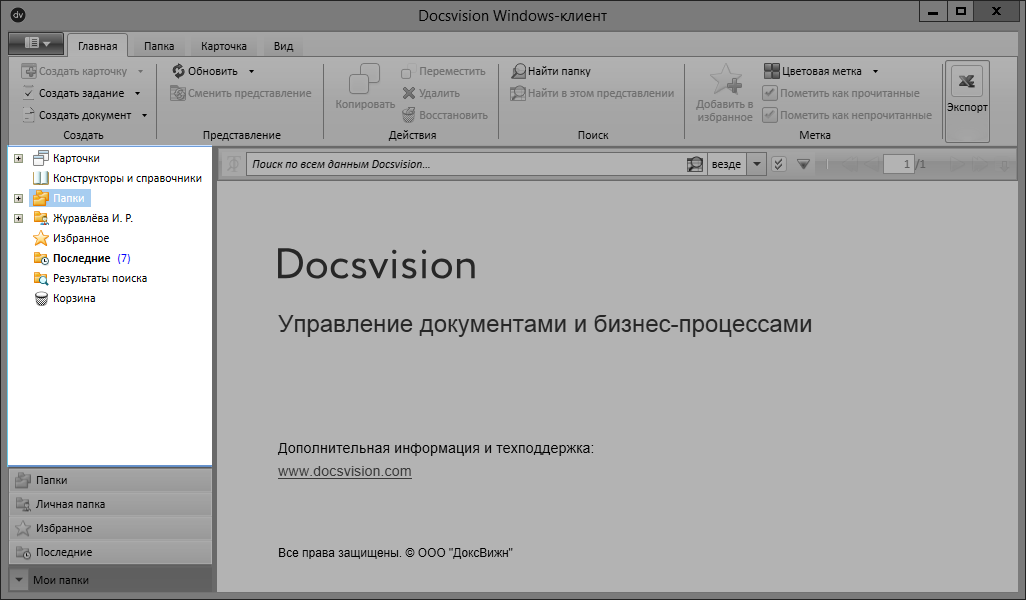 dv
Docsvision Windows-клиент
Главная Папка Карточка Вид
Создать карточку
Создать задание
Создать документ
Создать
Обновить
Сменить представление
Представление
Копировать
Переместить
Удалить
Восстановить
Действия
Найти папку
Найти в этом представлении
Поиск
Добавить в
избранное
Цветовая метка
Пометить как прочитанные
Пометить как непрочитанные
Метка
Экспорт
Карточки
Конструкторы и справочники
Папки
Журавлёва И. Р.
Избранное
Последние (7)
Результаты поиска
Корзина
Папки
Личная папка
Избранное
Последние
Мои папки
Поиск по всем данным Docsvision... везде 1 /1
Docsvision
Управление документами и бизнес-процессами
Дополнительная информация и техподдержка:
www.docsvision.com
Все права защищены. © ООО "ДоксВижн"